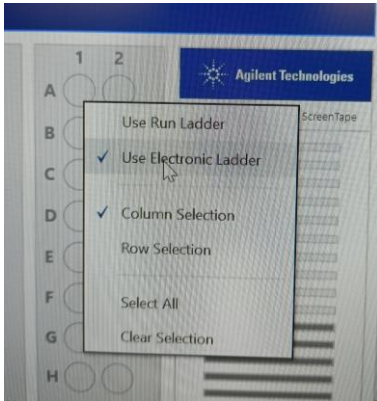 1 2
Agilent Technologies
ScreenTape
A
B
C
D
E
F
G
H
Use Run Ladder
Use Electronic Ladder
Column Selection
Row Selection
Select All
Clear Selection